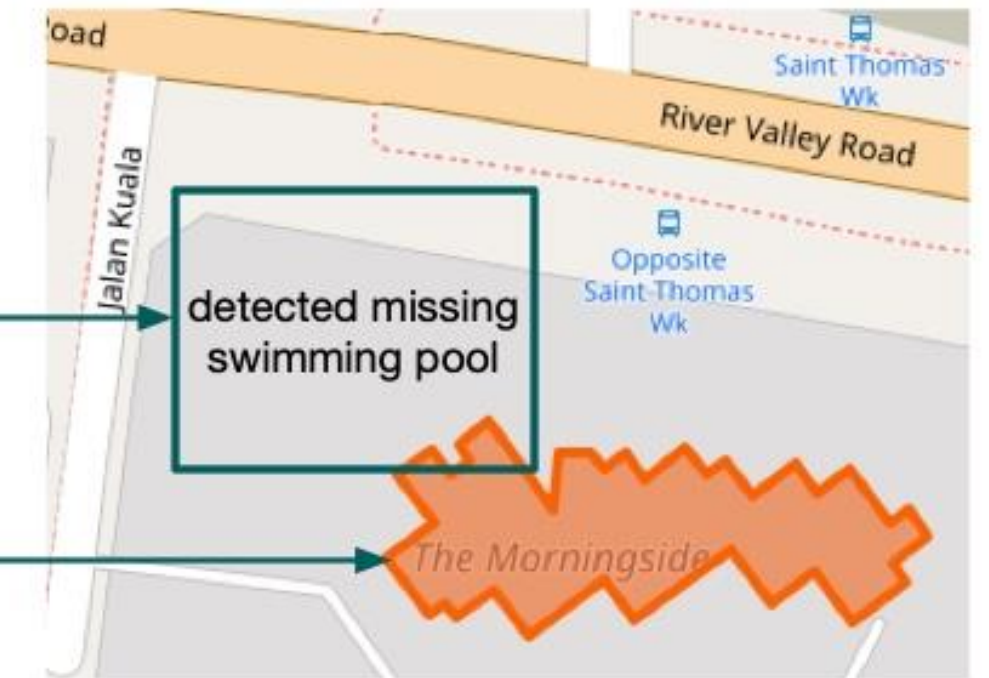 oad
Saint Thomas
Wk
River Valley Road
Jalan Kuala
Opposite
Saint Thomas
Wk
detected missing
swimming pool
The Morningside